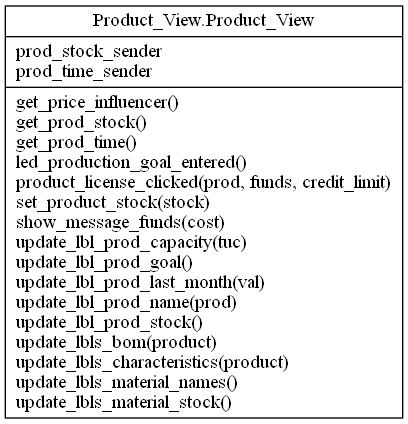 Product_View.Product_View
prod_stock_sender
prod_time_sender
get_price_influencer()
get_prod_stock()
get_prod_time()
led_production_goal_entered()
product_license_clicked(prod, funds, credit_limit)
set_product_stock(stock)
show_message_funds(cost)
update_lbl_prod_capacity(tuc)
update_lbl_prod_goal()
update_lbl_prod_last_month(val)
update_lbl_prod_name(prod)
update_lbl_prod_stock()
update_lbls_bom(product)
update_lbls_characteristics(product)
update_lbls_material_names()
update_lbls_material_stock()